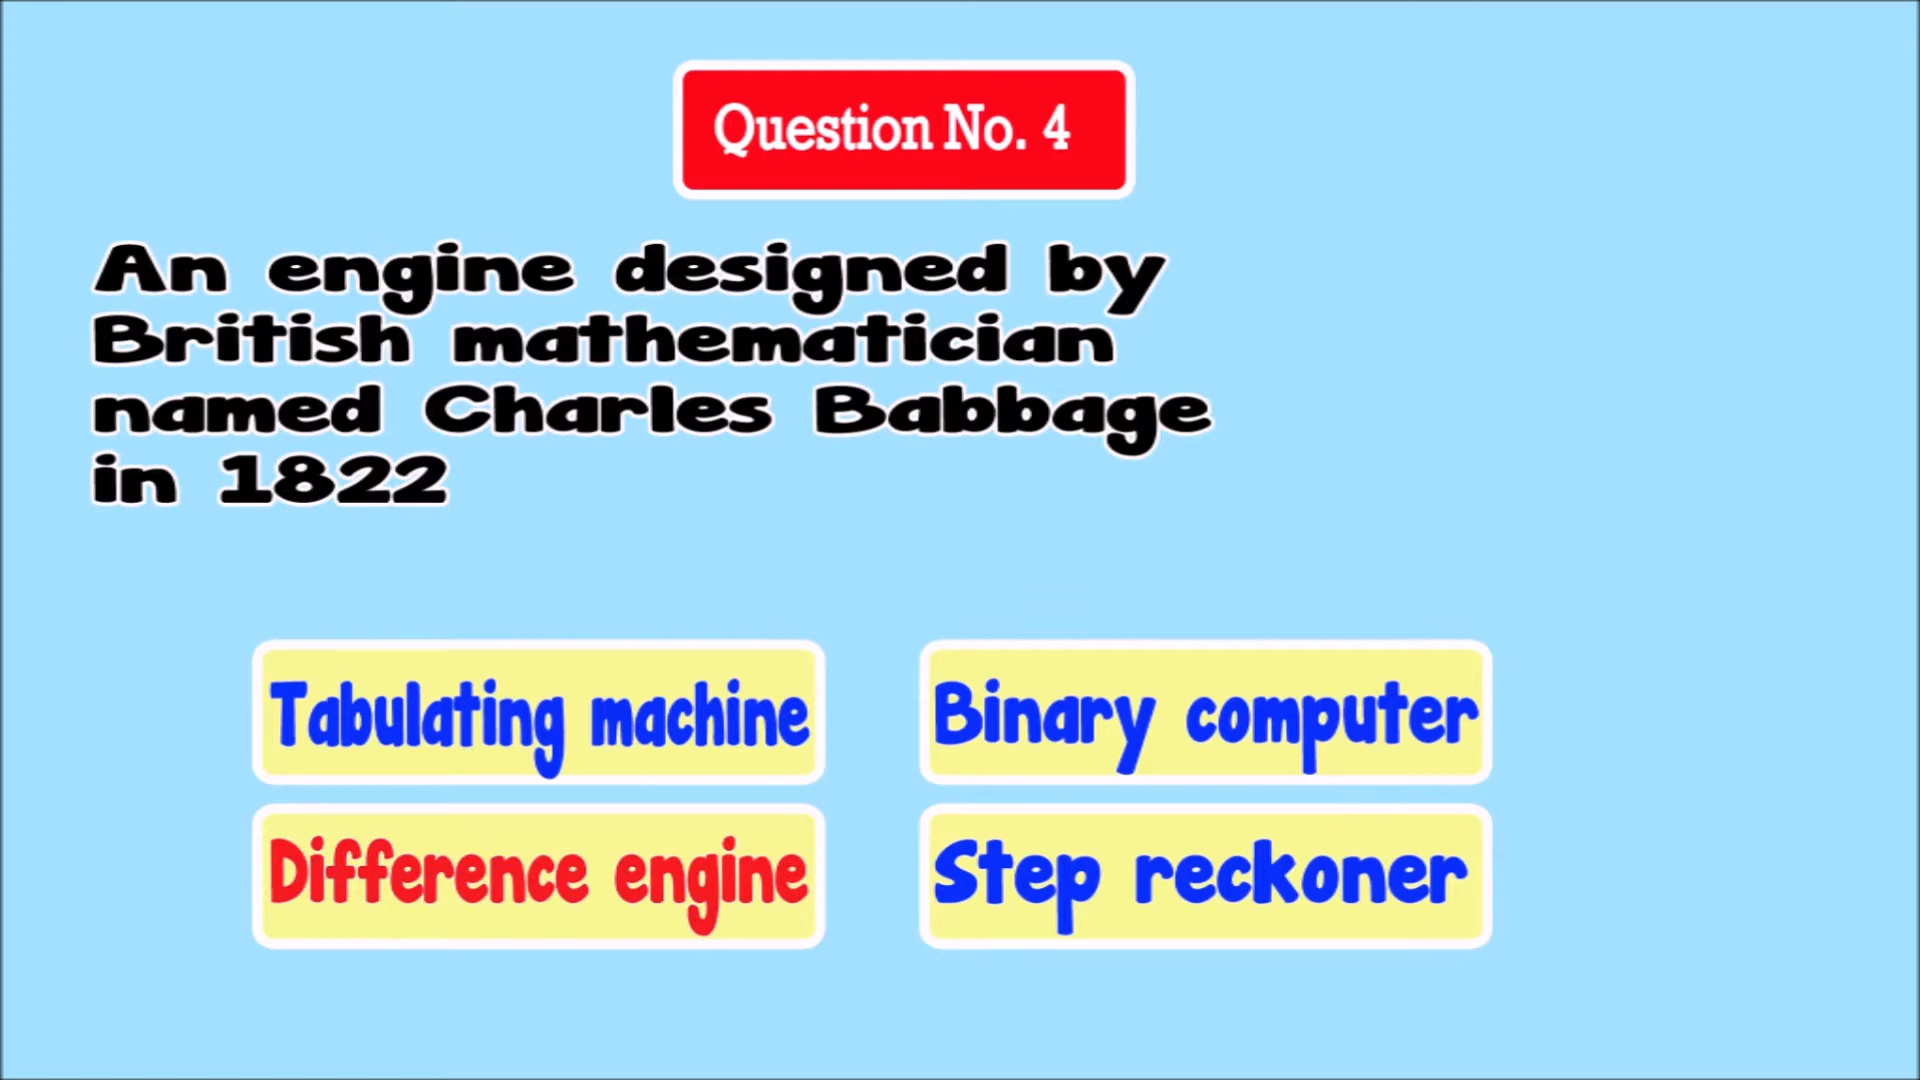 Question No. 4
An engine designed by
British mathematician
named Charles Babbage
in 1822
Tabulating machine
Binary computer
Difference engine
Step reckoner